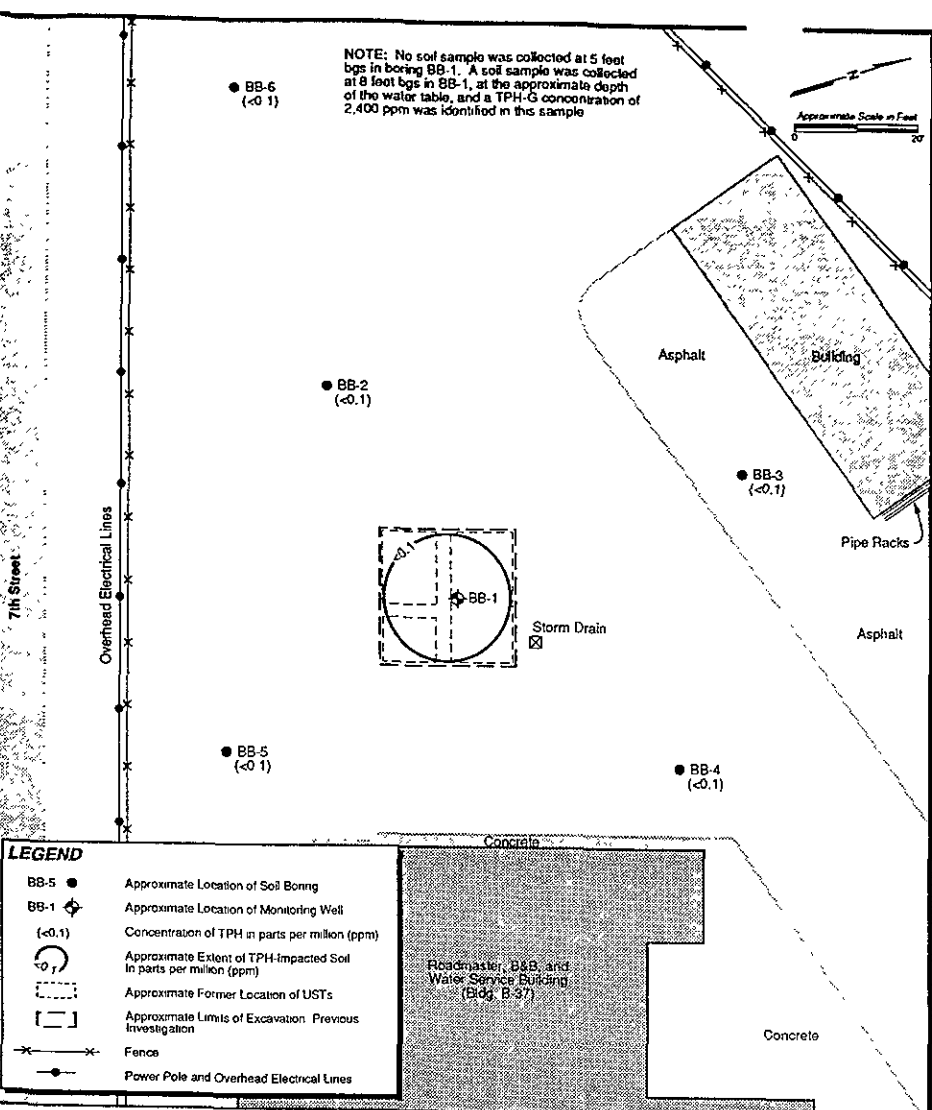 NOTE: No soil sample was collected at 5 feet
bgs in boring BB-1. A soil sample was collected
at 8 feet bgs in BB-1, at the approximate depth
of the water table, and a TPH-G concentration of
2,400 ppm was identified in this sample
N
Approximate Scale in Feet
0 20'
BB-6
(<0 1)
7th Street
Overhead Electrical Lines
BB-2
(<0.1)
Asphalt
Building
BB-3
(<0.1)
Pipe Racks
<0.1
BB-1
Storm Drain
Asphalt
BB-5
(<0 1)
BB-4
(<0.1)
Concrete
Roadmaster, B&B, and
Water Service Building
(Bldg. B-37)
Concrete
LEGEND
BB-5 Approximate Location of Soil Boring
BB-1 Approximate Location of Monitoring Well
(<0.1) Concentration of TPH in parts per million (ppm)
<0 1 Approximate Extent of TPH-Impacted Soil
In parts per million (ppm)
Approximate Former Location of USTs
Approximate Limits of Excavation Previous
Investigation
Fence
Power Pole and Overhead Electrical Lines